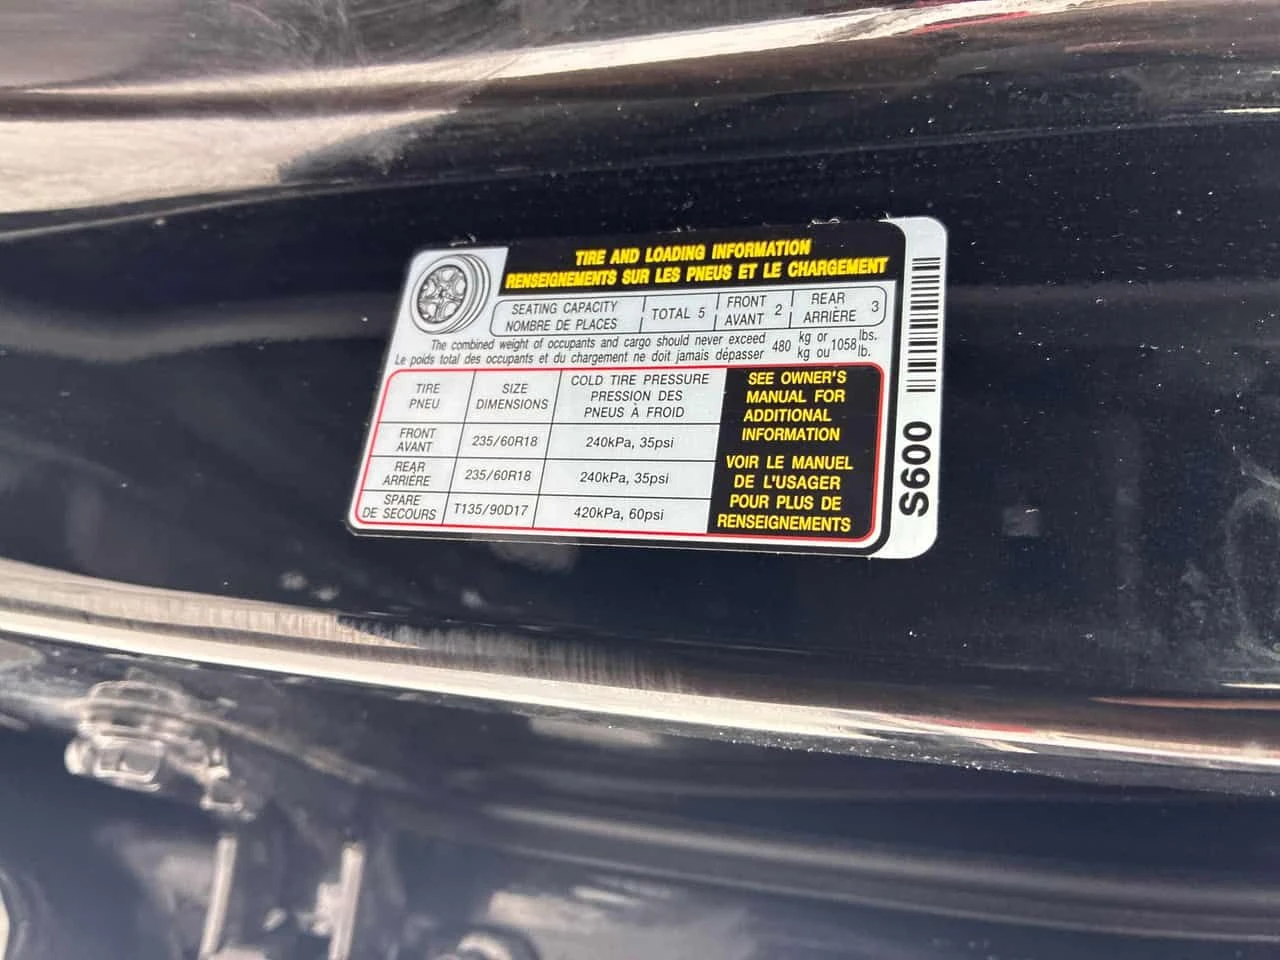 TIRE AND LOADING INFORMATION
RENSEIGNEMENTS SUR LES PNEUS ET LE CHARGEMENT
SEATING CAPACITY
NOMBRE DE PLACES
TOTAL 5
FRONT
AVANT 2
REAR
ARRIÈRE 3
The combined weight of occupants and cargo should never exceed 480 kg or 1058 lbs.
Le poids total des occupants et du chargement ne doit jamais dépasser kg ou lb.
TIRE
PNEU
SIZE
DIMENSIONS
COLD TIRE PRESSURE
PRESSION DES
PNEUS À FROID
FRONT
AVANT
235/60R18
240kPa, 35psi
REAR
ARRIÈRE
235/60R18
240kPa, 35psi
SPARE
DE SECOURS
T135/90D17
420kPa, 60psi
SEE OWNER'S
MANUAL FOR
ADDITIONAL
INFORMATION
VOIR LE MANUEL
DE L'USAGER
POUR PLUS DE
RENSEIGNEMENTS
S600